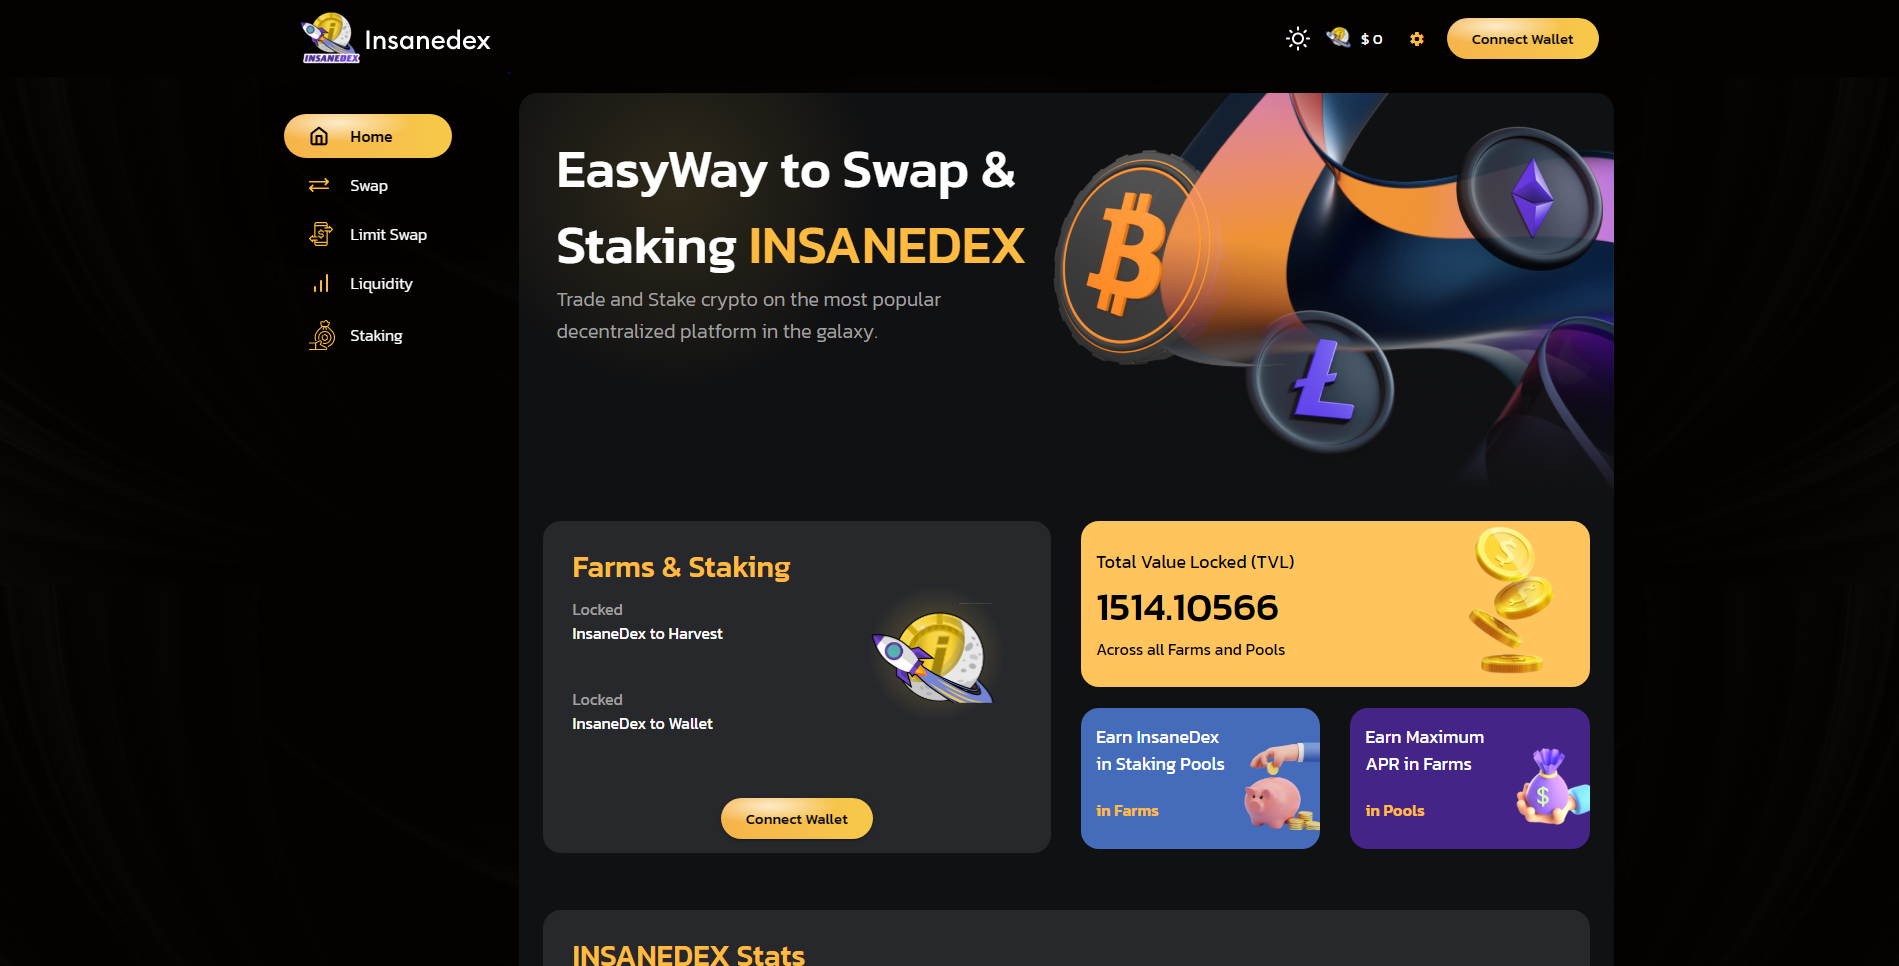 INSANEDEX
Insanedex
$ 0
Connect Wallet
Home
Swap
Limit Swap
Liquidity
Staking
EasyWay to Swap &
Staking INSANEDEX
Trade and Stake crypto on the most popular
decentralized platform in the galaxy.
Farms & Staking
Locked
InsaneDex to Harvest
Locked
InsaneDex to Wallet
Connect Wallet
Total Value Locked (TVL)
1514.10566
Across all Farms and Pools
Earn InsaneDex
in Staking Pools
in Farms
Earn Maximum
APR in Farms
in Pools
INSANEDEX Stats